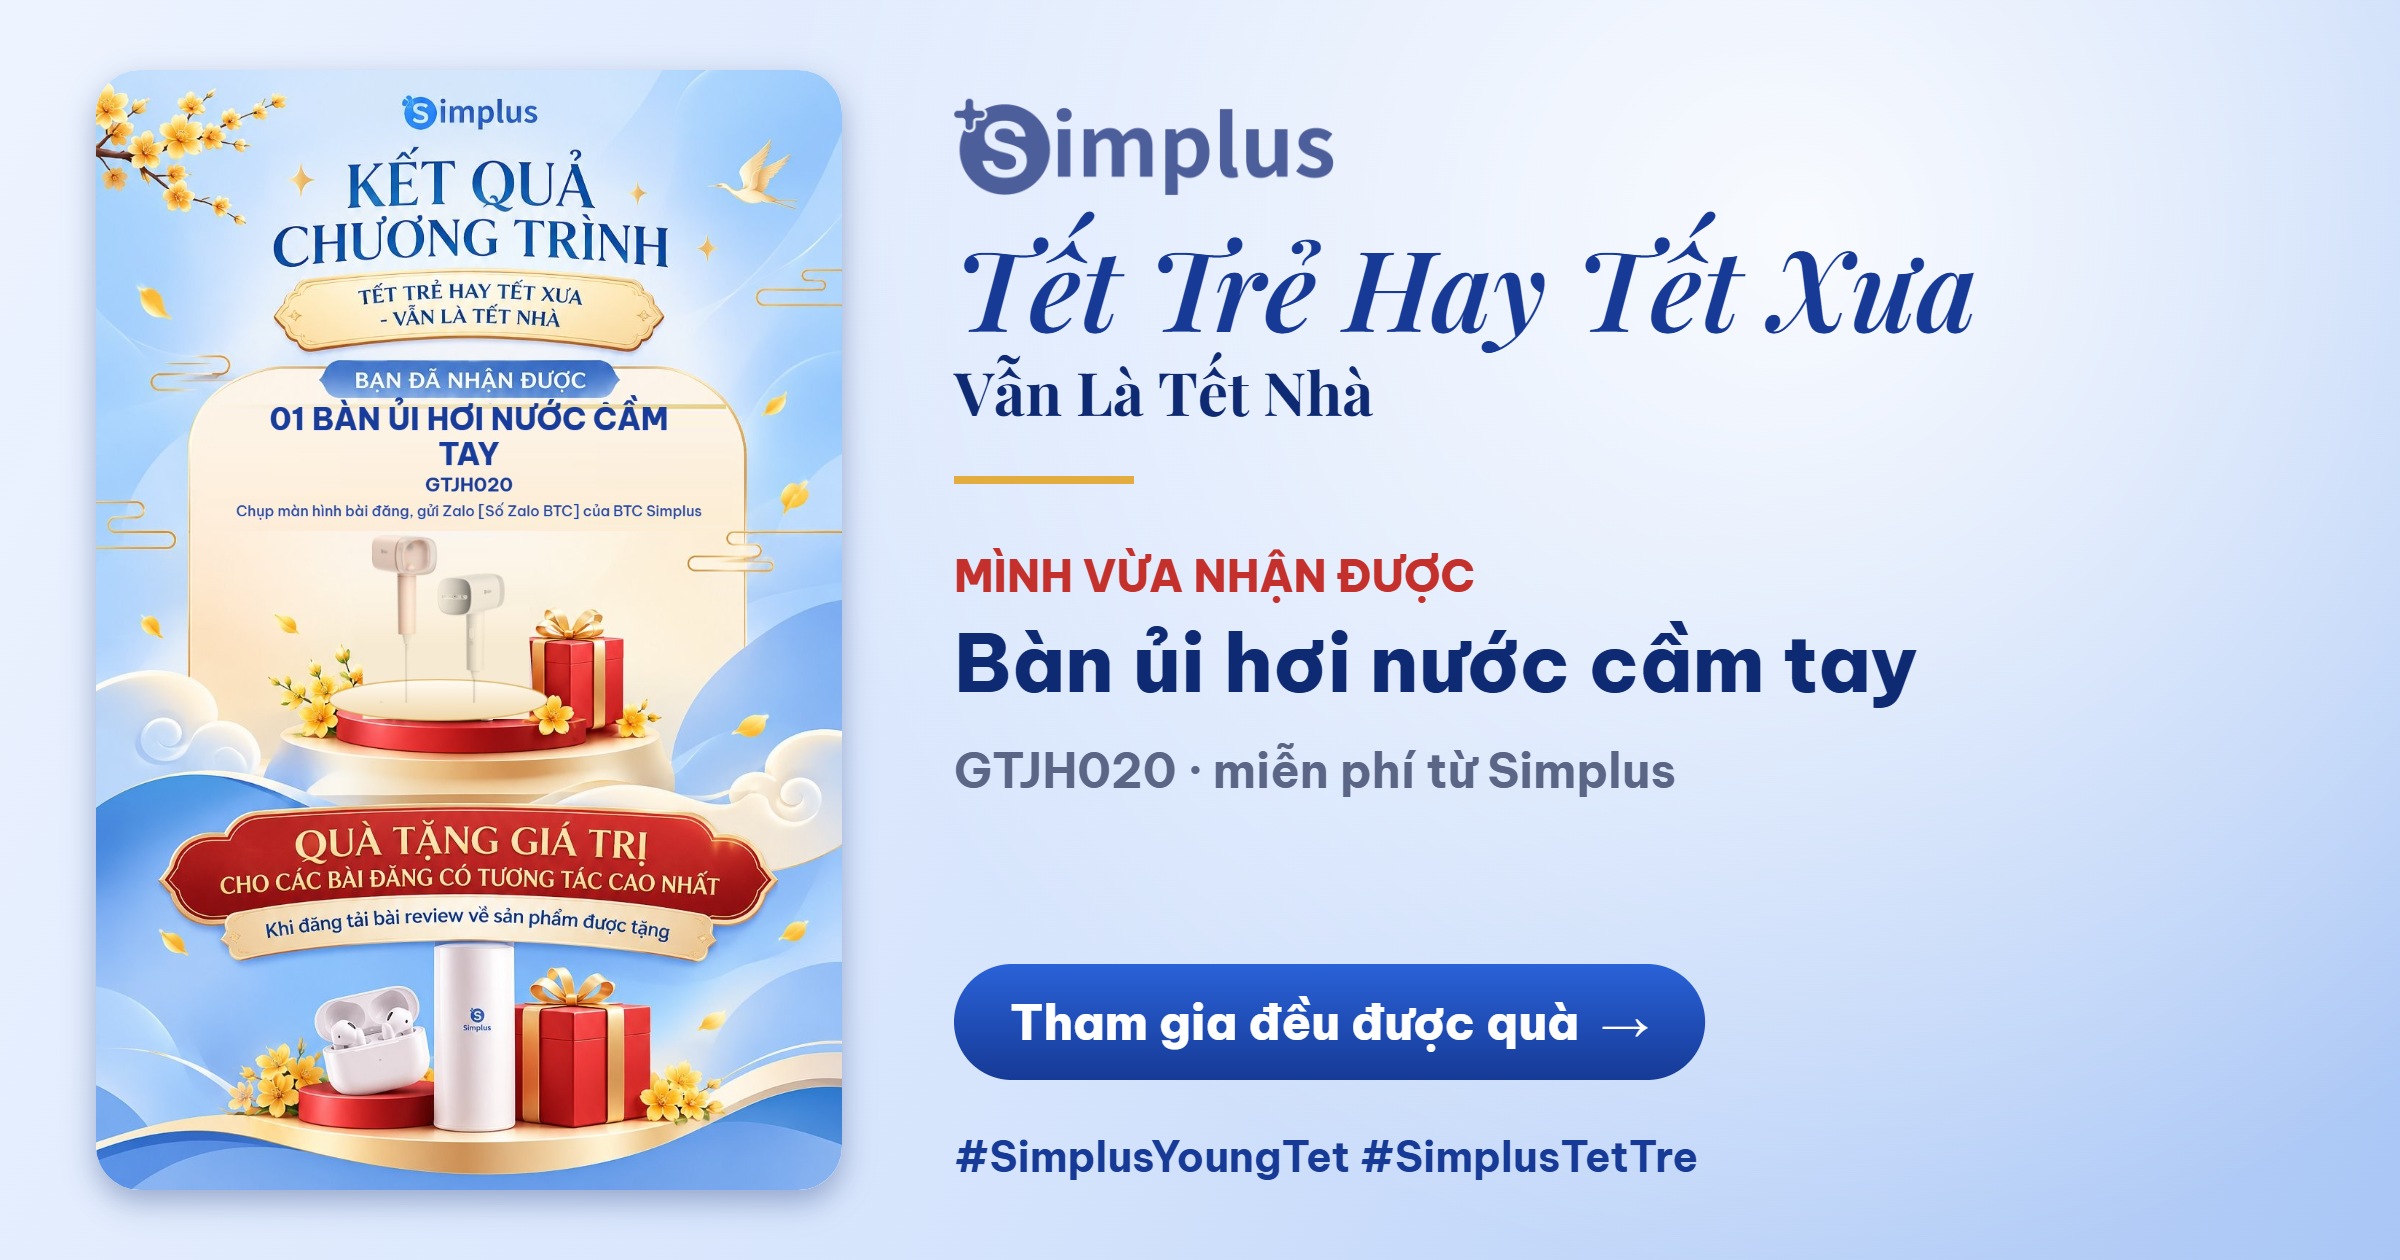 Simplus
KẾT QUẢ
CHƯƠNG TRÌNH
TẾT TRẺ HAY TẾT XƯA
- VẪN LÀ TẾT NHÀ
BẠN ĐÃ NHẬN ĐƯỢC
01 BÀN ỦI HƠI NƯỚC CẦM
TAY
GTJH020
Chụp màn hình bài đăng, gửi Zalo [Số Zalo BTC] của BTC Simplus
QUÀ TẶNG GIÁ TRỊ
CHO CÁC BÀI ĐĂNG CÓ TƯƠNG TÁC CAO NHẤT
Khi đăng tải bài review về sản phẩm được tặng
S
Simplus
Simplus
Tết Trẻ Hay Tết Xưa
Vẫn Là Tết Nhà
MÌNH VỪA NHẬN ĐƯỢC
Bàn ủi hơi nước cầm tay
GTJH020 · miễn phí từ Simplus
Tham gia đều được quà →
#SimplusYoungTet #SimplusTetTre